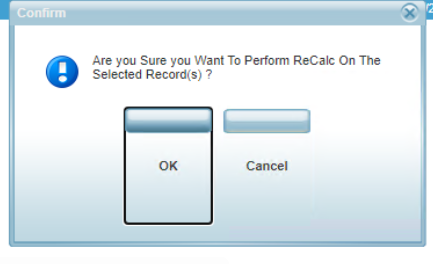 Confirm
Are you Sure you Want To Perform ReCalc On The
Selected Record(s) ?
OK
Cancel